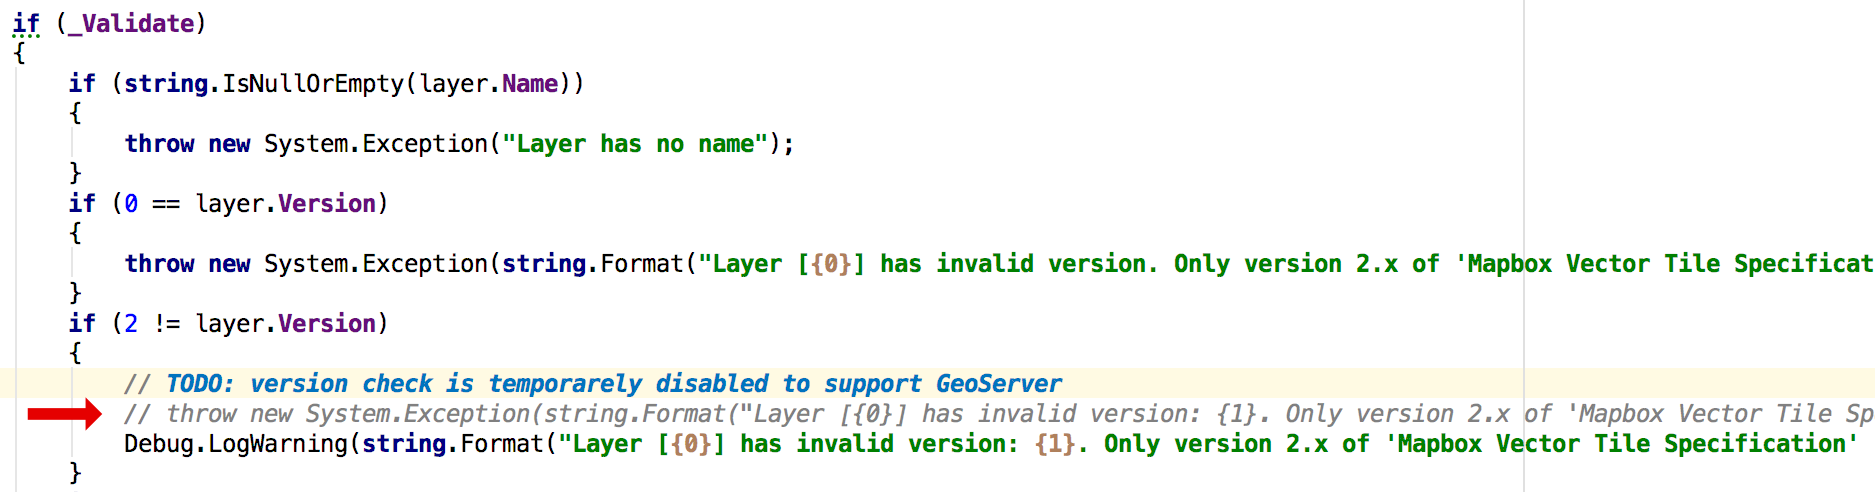 if (_Validate)
{
if (string.IsNullOrEmpty(layer.Name))
{
throw new System.Exception("Layer has no name");
}
if (0 == layer.Version)
{
throw new System.Exception(string.Format("Layer [{0}] has invalid version. Only version 2.x of 'Mapbox Vector Tile Specificat
}
if (2 != layer.Version)
{
// TODO: version check is temporarely disabled to support GeoServer
// throw new System.Exception(string.Format("Layer [{0}] has invalid version: {1}. Only version 2.x of 'Mapbox Vector Tile Sp
Debug.LogWarning(string.Format("Layer [{0}] has invalid version: {1}. Only version 2.x of 'Mapbox Vector Tile Specification'
}